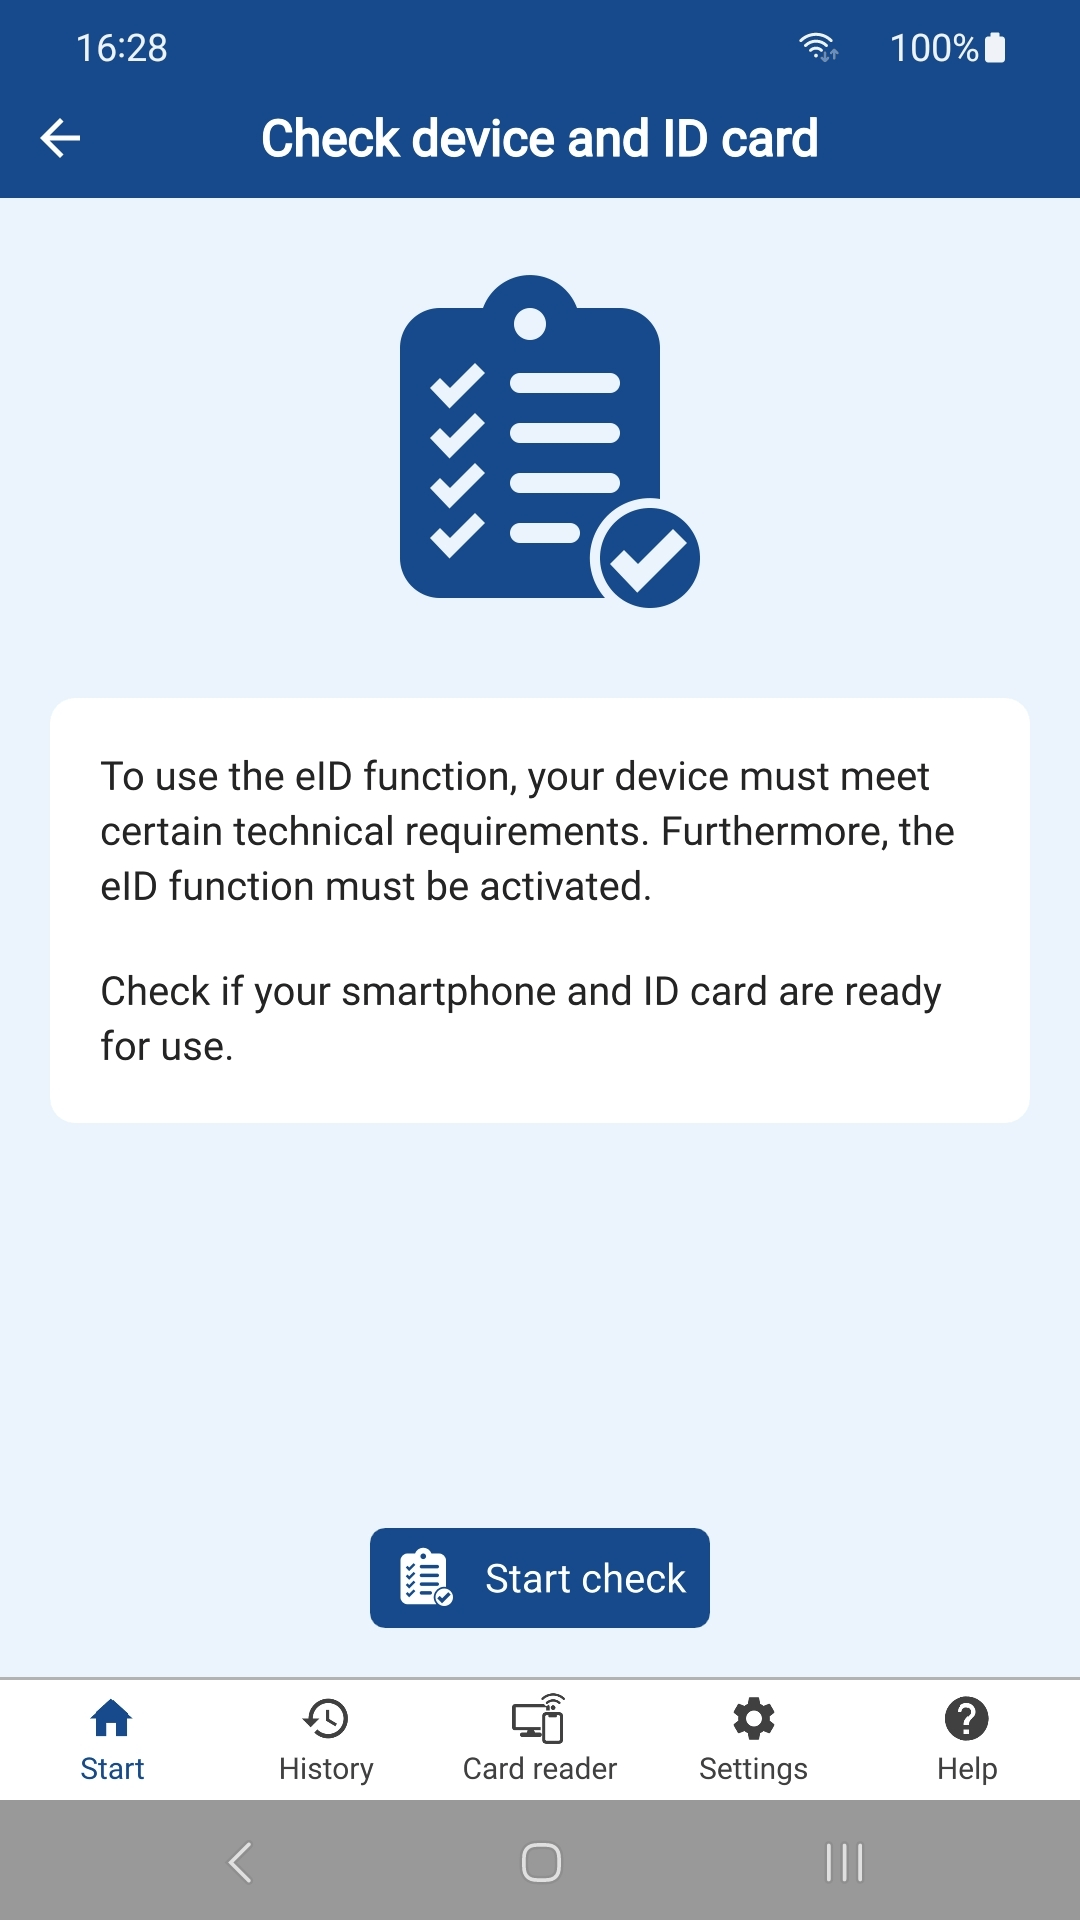 16:28
100%
Check device and ID card
To use the eID function, your device must meet
certain technical requirements. Furthermore, the
eID function must be activated.
Check if your smartphone and ID card are ready
for use.
Start check
Start
History
Card reader
Settings
Help